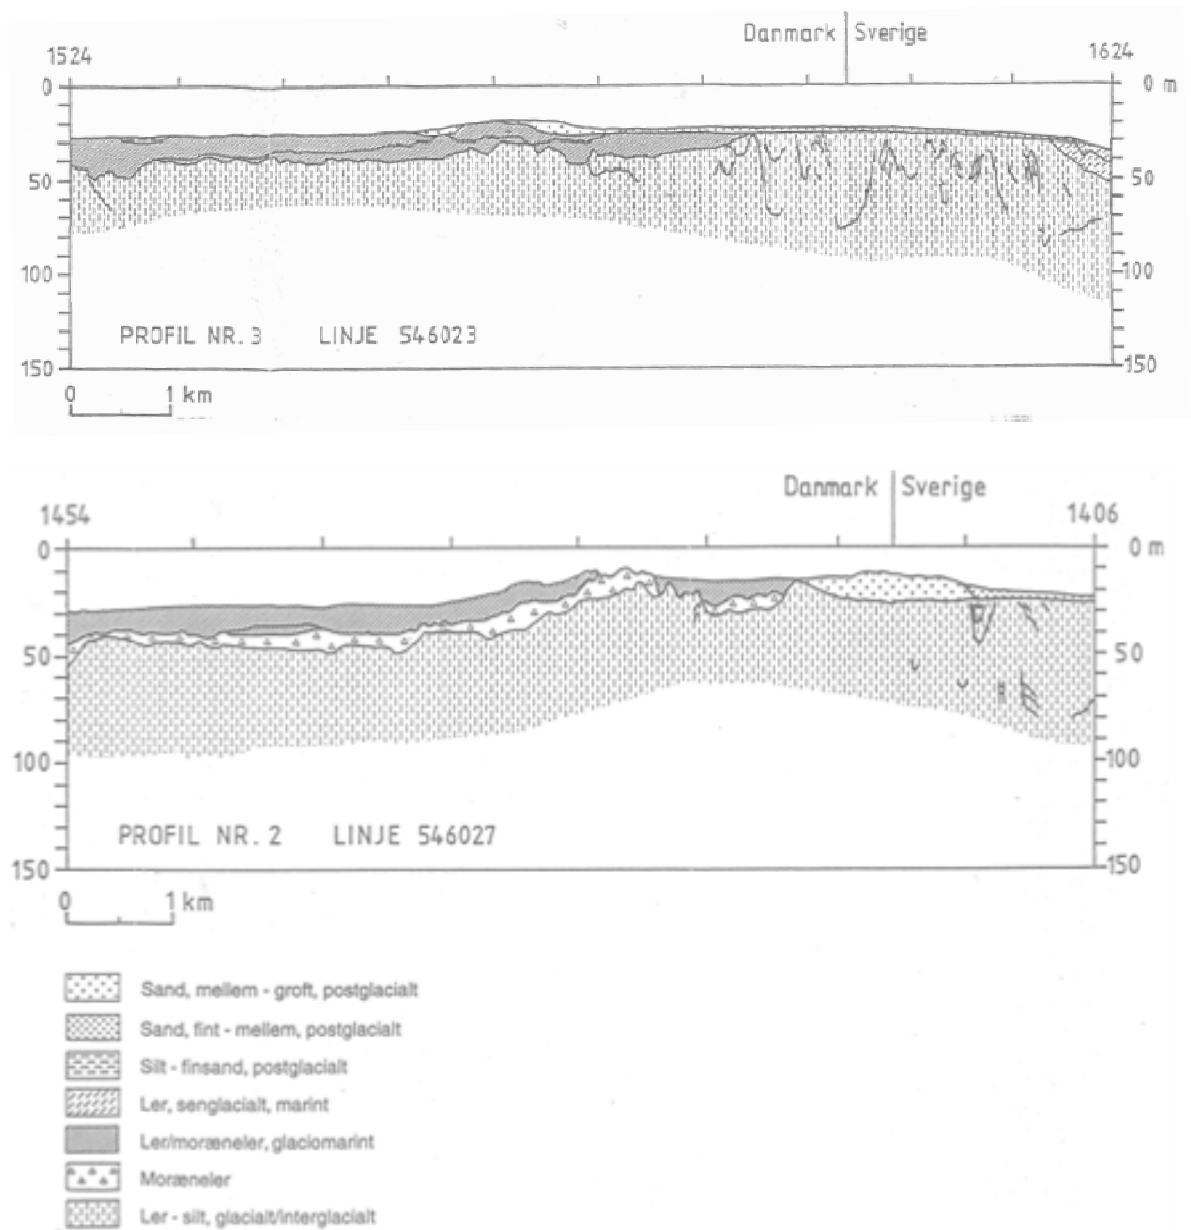 Danmark Sverige
1524 1624
0 0 m
50 50
100 100
PROFIL NR. 3 LINJE 546023
150 150
0 1 km
Danmark Sverige
1454 1406
0 0 m
50 50
100 100
PROFIL NR. 2 LINJE 546027
150 150
0 1 km
Sand, mellem - groft, postglacialt
Sand, fint - mellem, postglacialt
Silt - finsand, postglacialt
Ler, senglacialt, marint
Ler/moræneler, glaciomarint
Moræneler
Ler - silt, glacialt/interglacialt